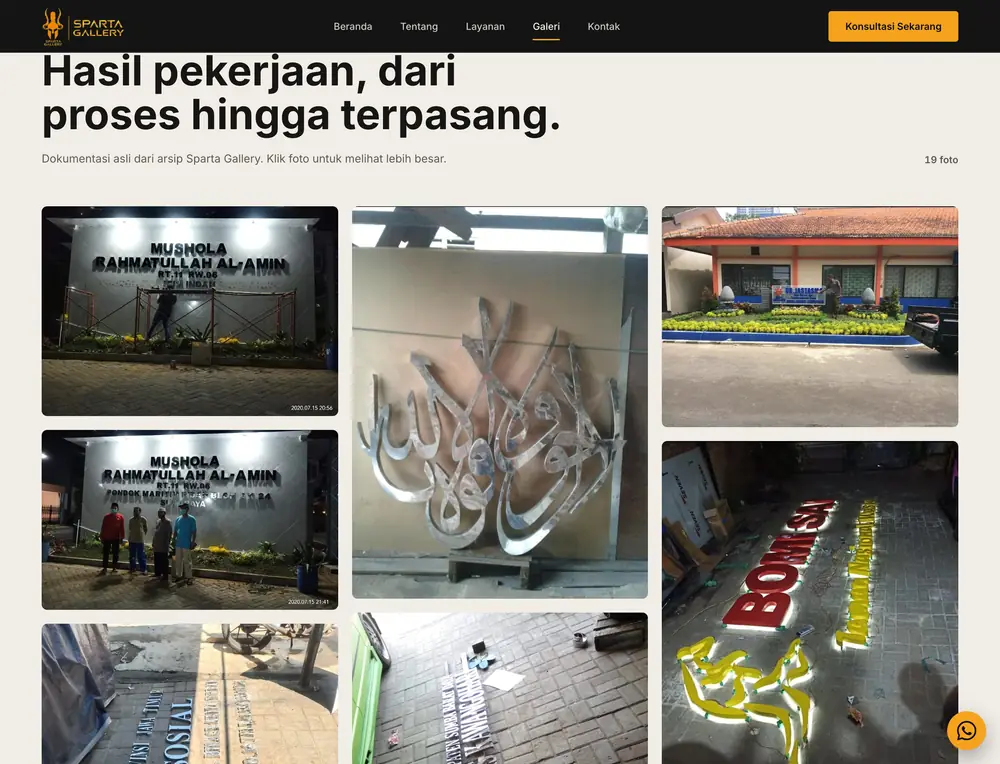 SPARTA
GALLERY
SPARTA
GALLERY
Beranda
Tentang
Layanan
Galeri
Kontak
Konsultasi Sekarang
Hasil pekerjaan, dari
proses hingga terpasang.
Dokumentasi asli dari arsip Sparta Gallery. Klik foto untuk melihat lebih besar.
19 foto
MUSHOLA
RAHMATULLAH AL-AMIN
RT.11 RW.06
2020.07.15 20:56
MUSHOLA
RAHMATULLAH AL-AMIN
RT.11 RW.06
2020.07.15 21:41
SOSIAL